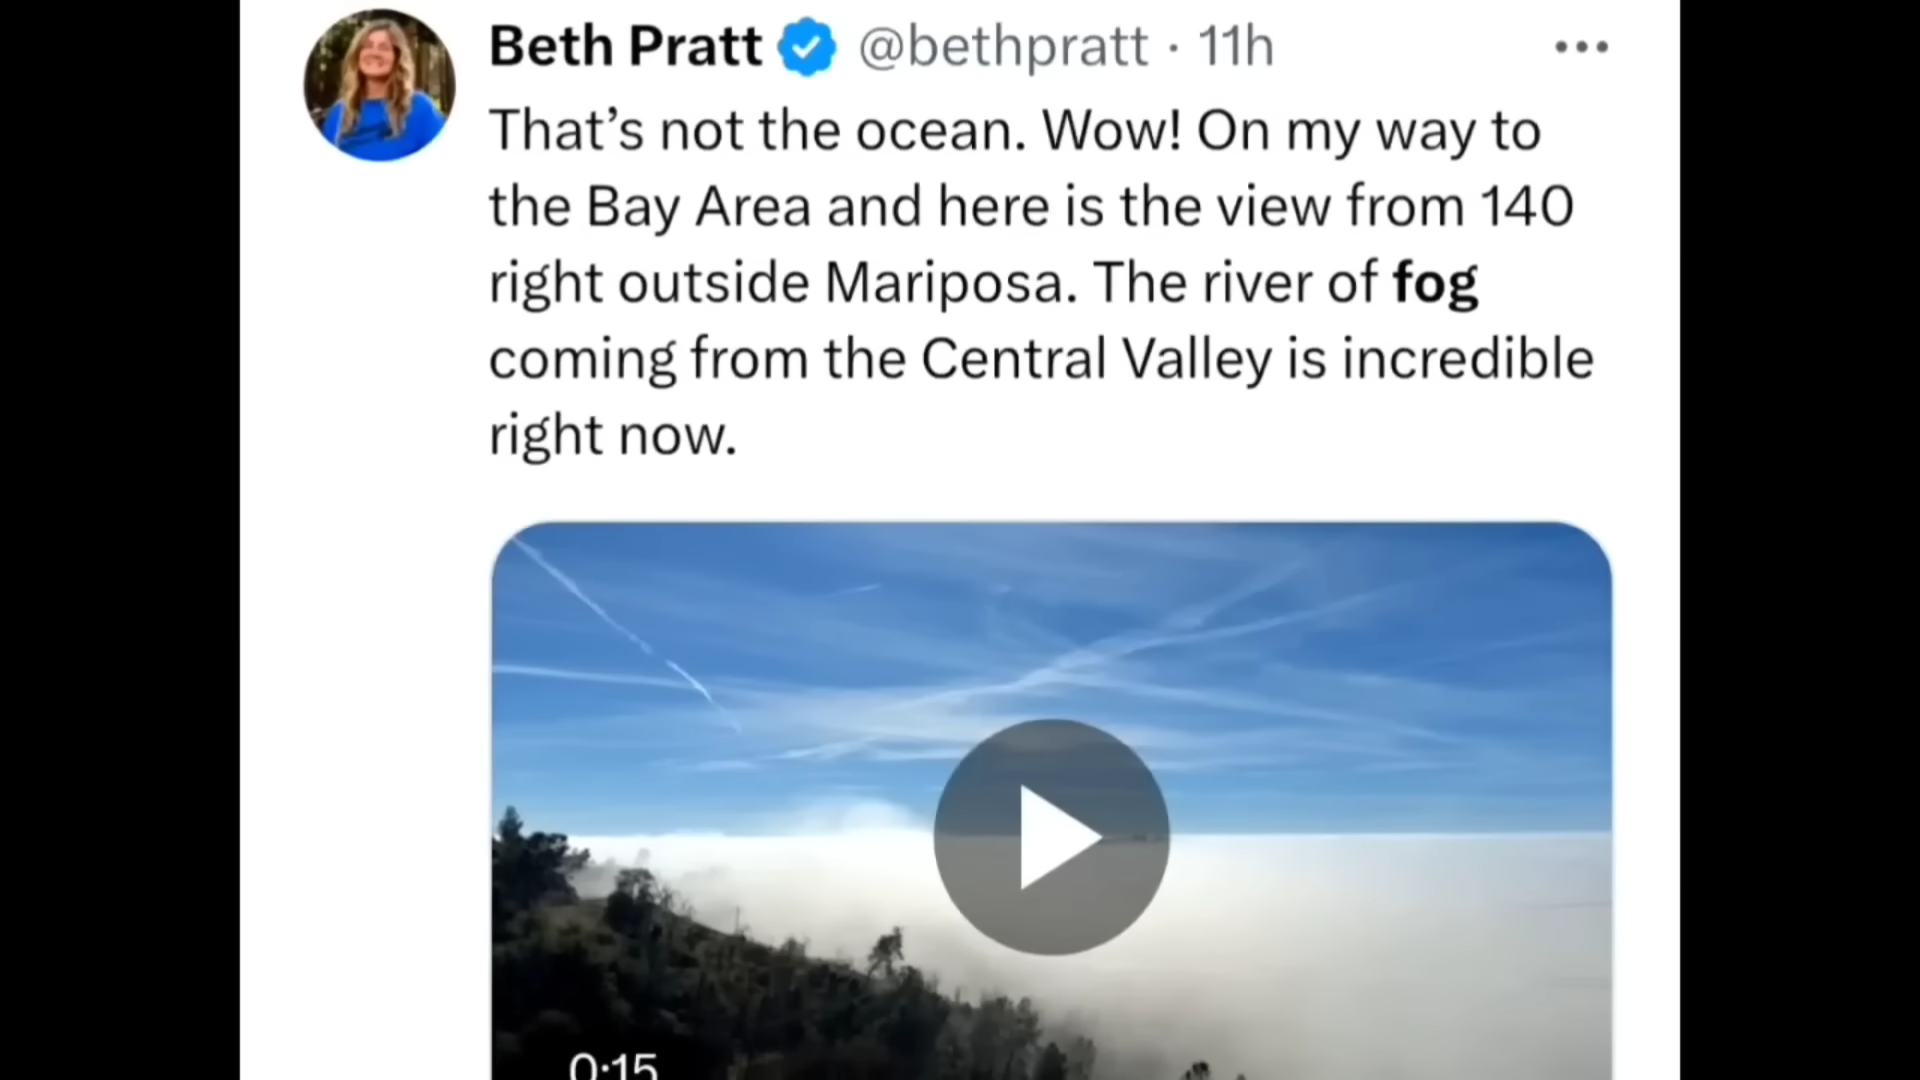 Beth Pratt @bethpratt · 11h
That’s not the ocean. Wow! On my way to
the Bay Area and here is the view from 140
right outside Mariposa. The river of fog
coming from the Central Valley is incredible
right now.
0:15